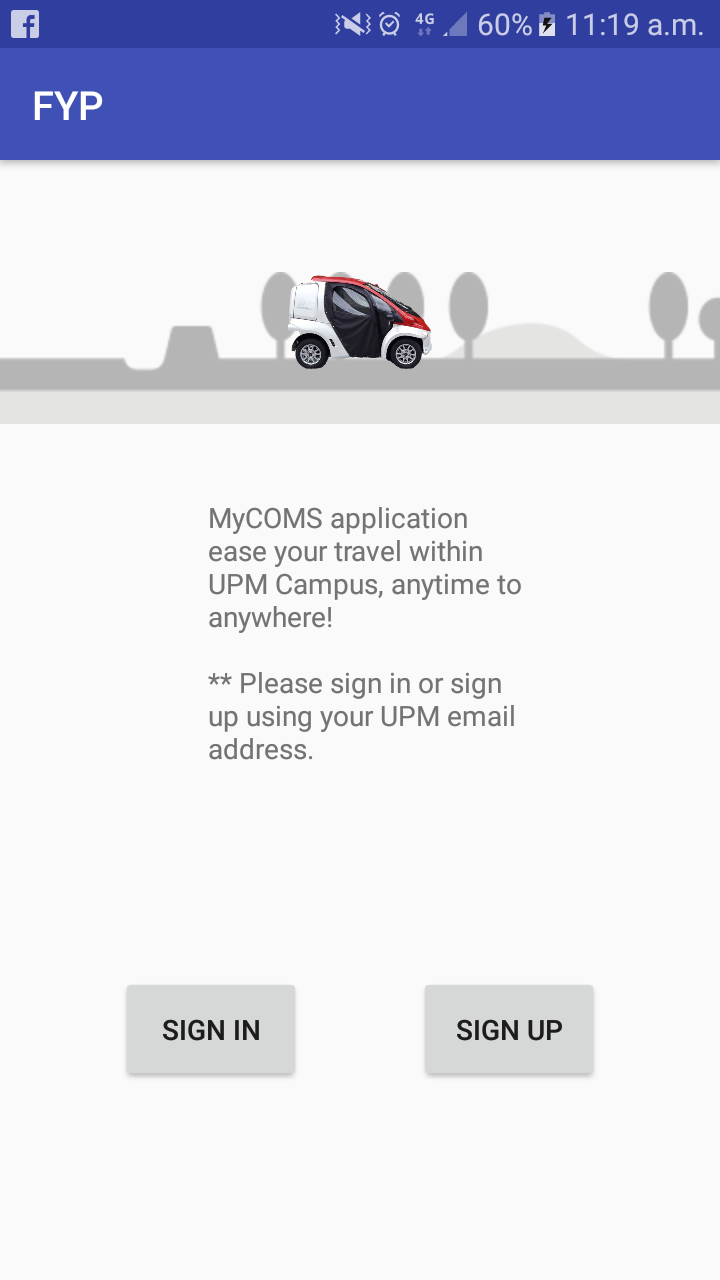 4G 60% 11:19 a.m.
FYP
MyCOMS application
ease your travel within
UPM Campus, anytime to
anywhere!
** Please sign in or sign
up using your UPM email
address.
SIGN IN
SIGN UP